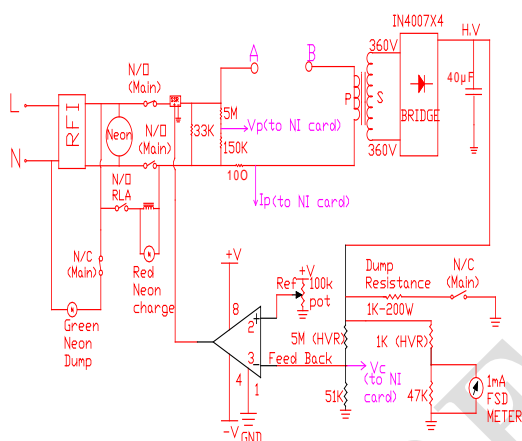 IN4007X4
H.V
A
B
360V
40µF
N/O
(Main)
SSR
L
RFI
Neon
5M
P
S
BRIDGE
N/O
(Main)
33K
Vp(to NI card)
150K
N
360V
10Ω
N/O
RLA
Ip(to NI card)
N/C
(Main)
N
Red
Neon
charge
N
Green
Neon
Dump
+V
+V
Ref
100k
pot
Dump
Resistance
N/C
(Main)
1K-200W
8
+
2
5M (HVR)
1K (HVR)
3
-
Feed Back
Vc
(to NI
card)
4
1
51K
47K
1mA
FSD
METER
-V
GND